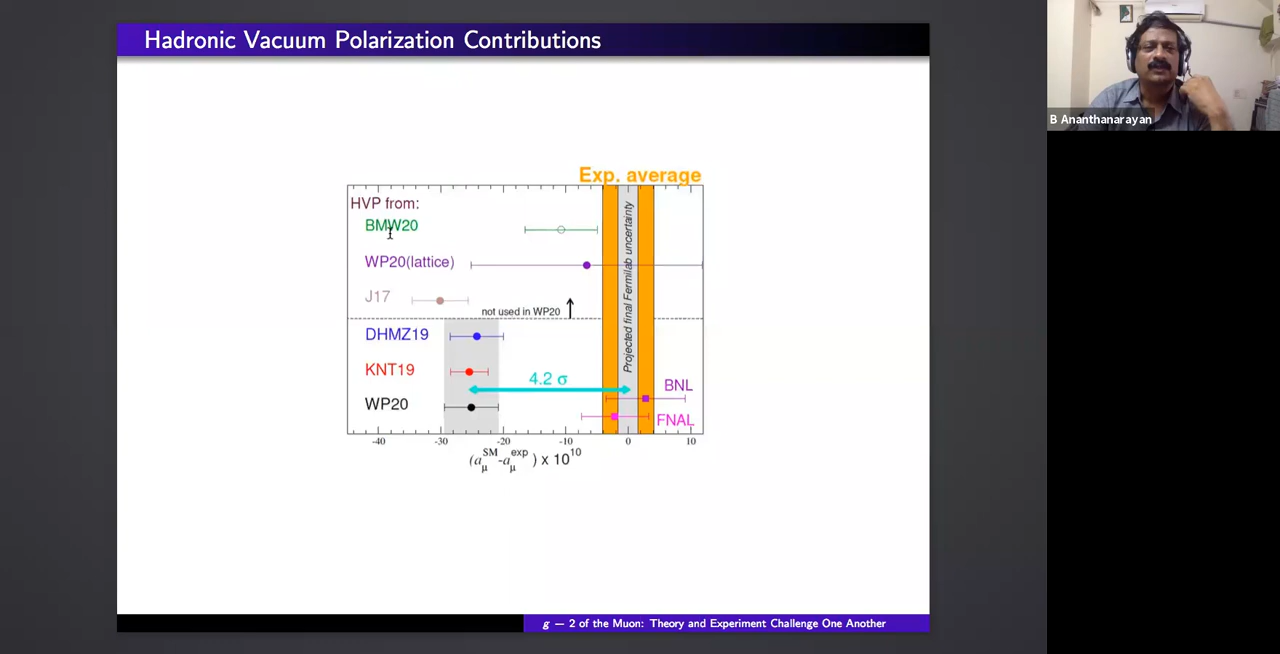 Hadronic Vacuum Polarization Contributions
B Ananthanarayan
Exp. average
HVP from:
BMW20
WP20(lattice)
J17
not used in WP20
Projected final Fermilab uncertainty
DHMZ19
KNT19
4.2 σ
BNL
WP20
FNAL
-40 -30 -20 -10 0 10
(a_μ^SM-a_μ^exp) x 10^10
g — 2 of the Muon: Theory and Experiment Challenge One Another